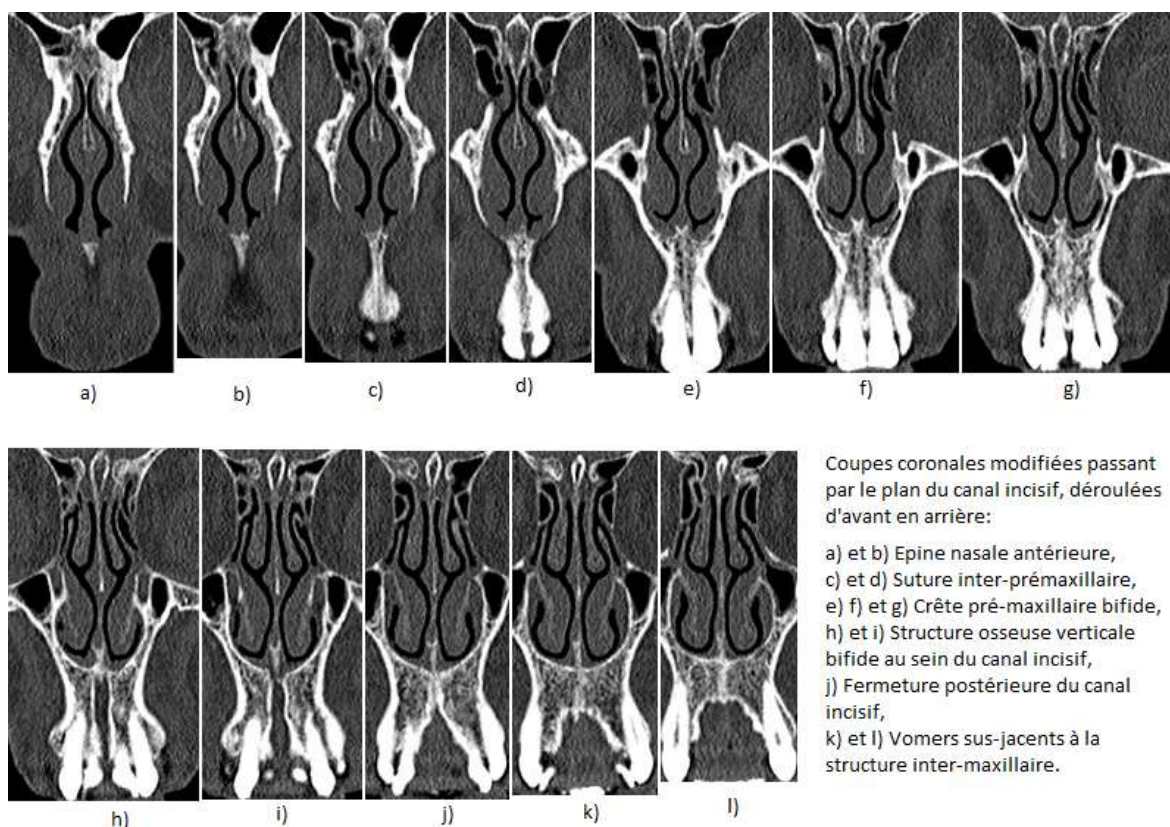 a)
b)
c)
d)
e)
f)
g)
Coupes coronales modifiées passant
par le plan du canal incisif, déroulées
d'avant en arrière:
a) et b) Epine nasale antérieure,
c) et d) Suture inter-prémaxillaire,
e) f) et g) Crête pré-maxillaire bifide,
h) et i) Structure osseuse verticale
bifide au sein du canal incisif,
j) Fermeture postérieure du canal
incisif,
k) et l) Vomers sus-jacents à la
structure inter-maxillaire.
h)
i)
j)
k)
l)